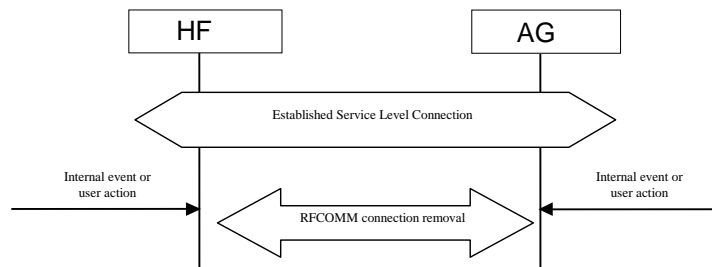 HF
AG
Established Service Level Connection
Internal event or
user action
Internal event or
user action
RFCOMM connection removal